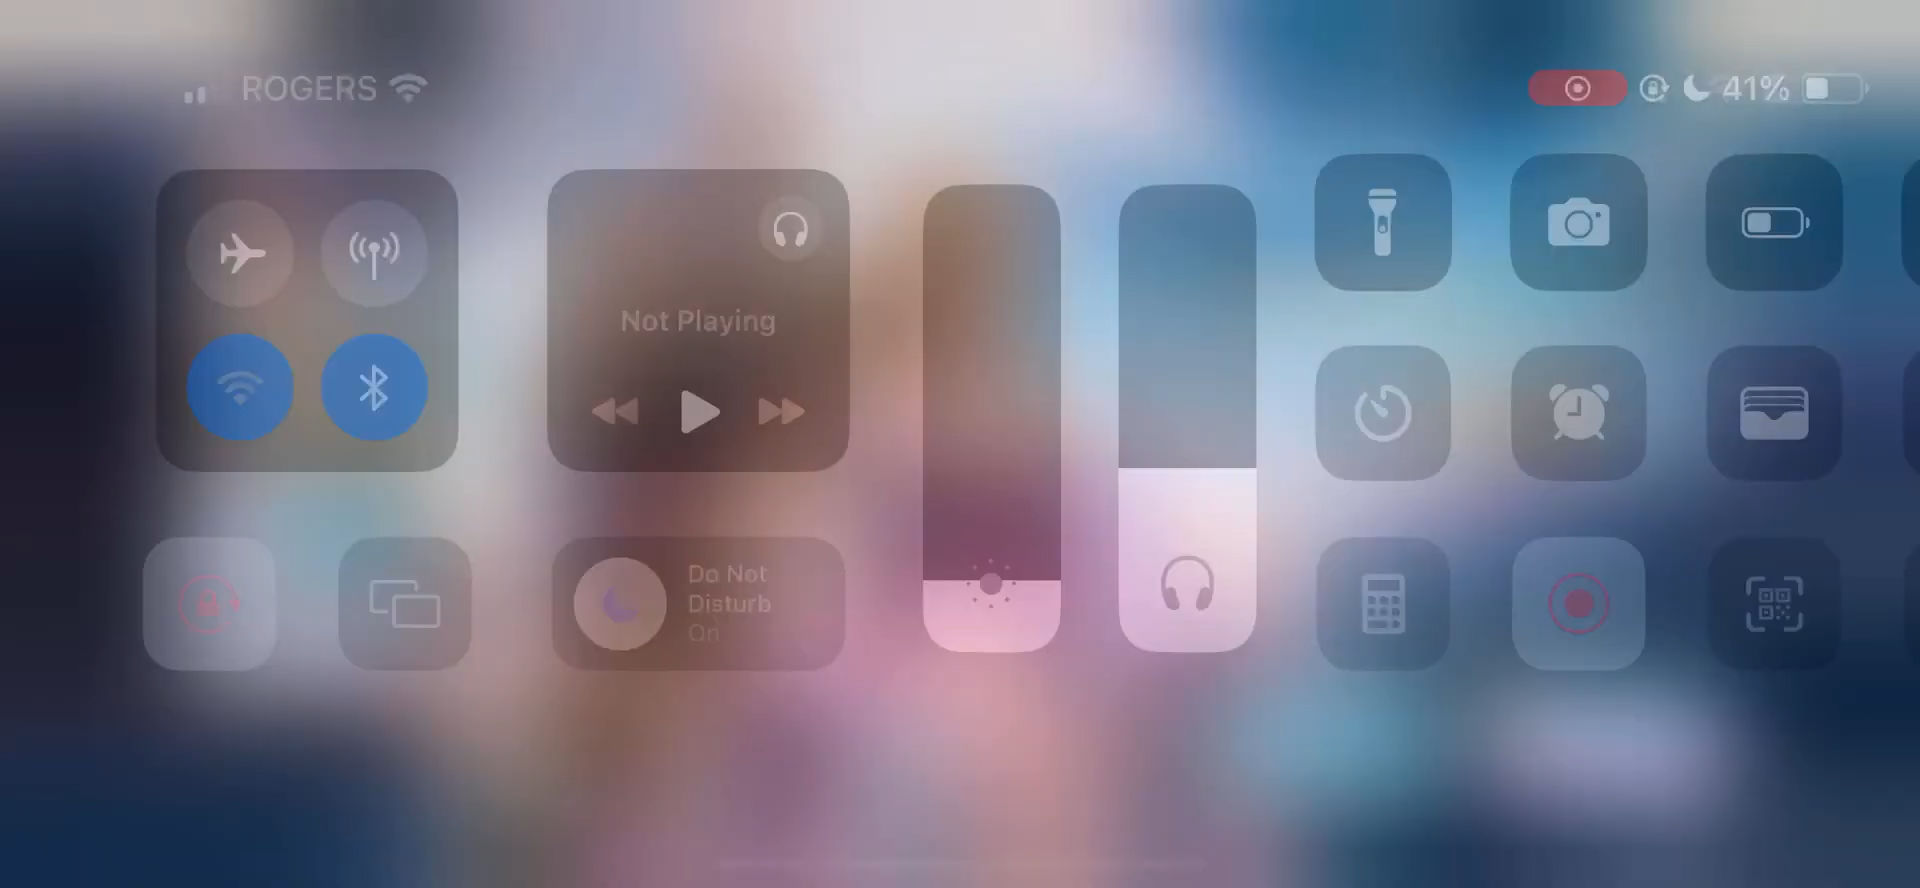 ROGERS
41%
Not Playing
Do Not
Disturb
On